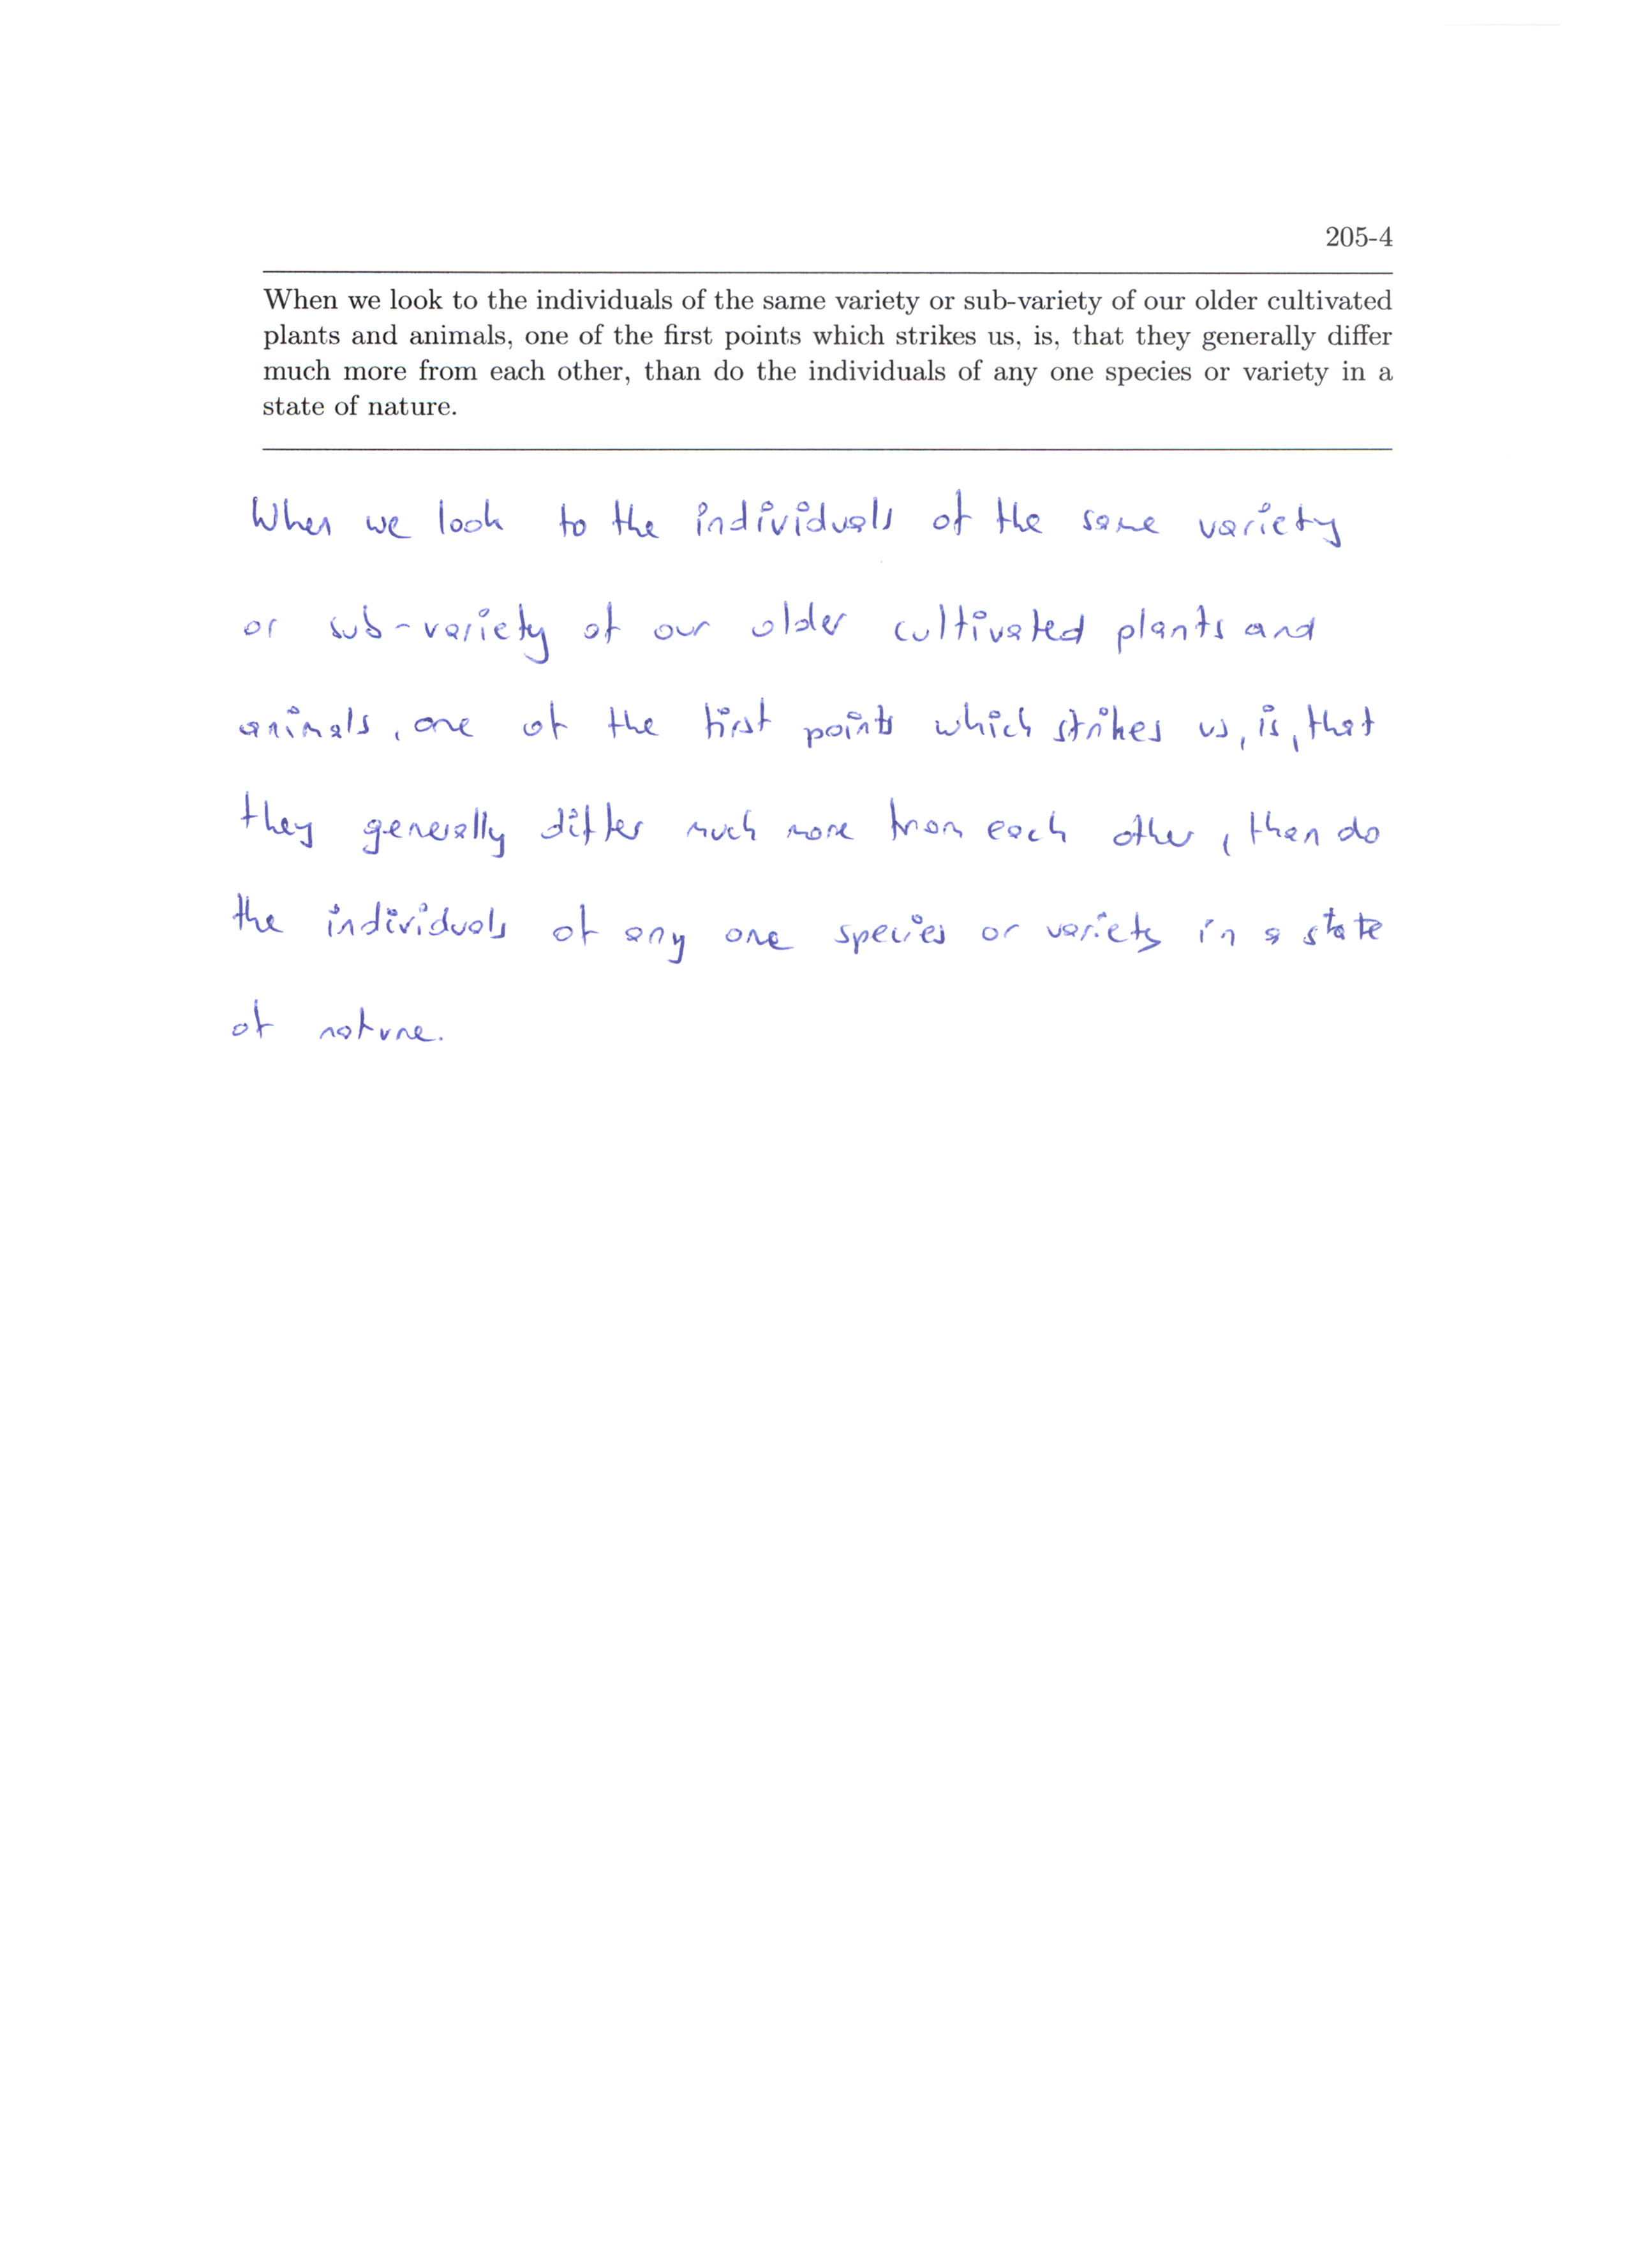 205-4
When we look to the individuals of the same variety or sub-variety of our older cultivated
plants and animals, one of the first points which strikes us, is, that they generally differ
much more from each other, than do the individuals of any one species or variety in a
state of nature.
When we look to the individuals of the same variety
or sub-variety of our older cultivated plants and
animals, one of the first points which strikes us, is, that
they generally differ much more from each other, than do
the individuals of any one species or variety in a state
of nature.